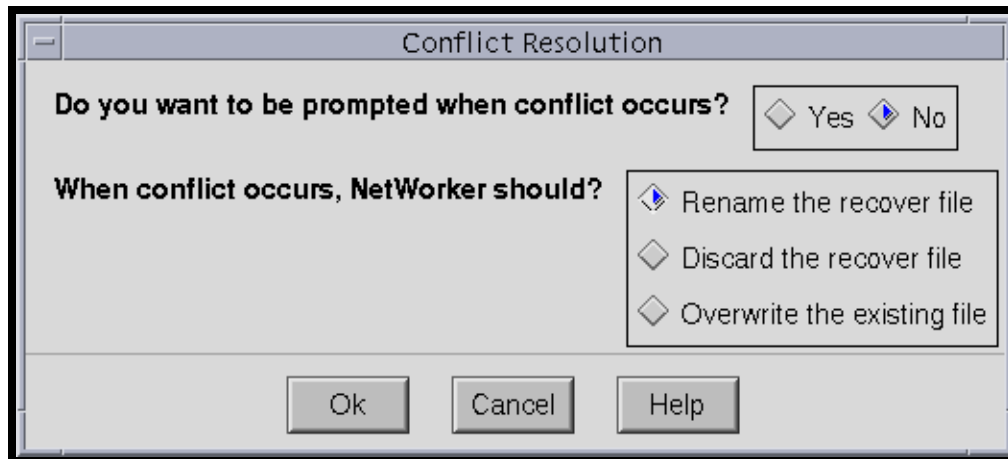 Conflict Resolution
Do you want to be prompted when conflict occurs? Yes No
When conflict occurs, NetWorker should? Rename the recover file
Discard the recover file
Overwrite the existing file
Ok Cancel Help